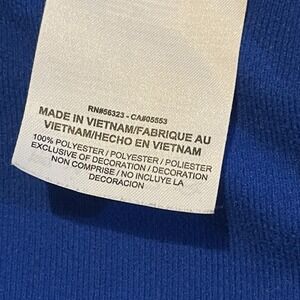 RN#56323 - CA#05553
MADE IN VIETNAM/FABRIQUE AU
VIETNAM/HECHO EN VIETNAM
100% POLYESTER / POLYESTER / POLIESTER
EXCLUSIVE OF DECORATION / DECORATION
NON COMPRISE / NO INCLUYE LA
DECORACION